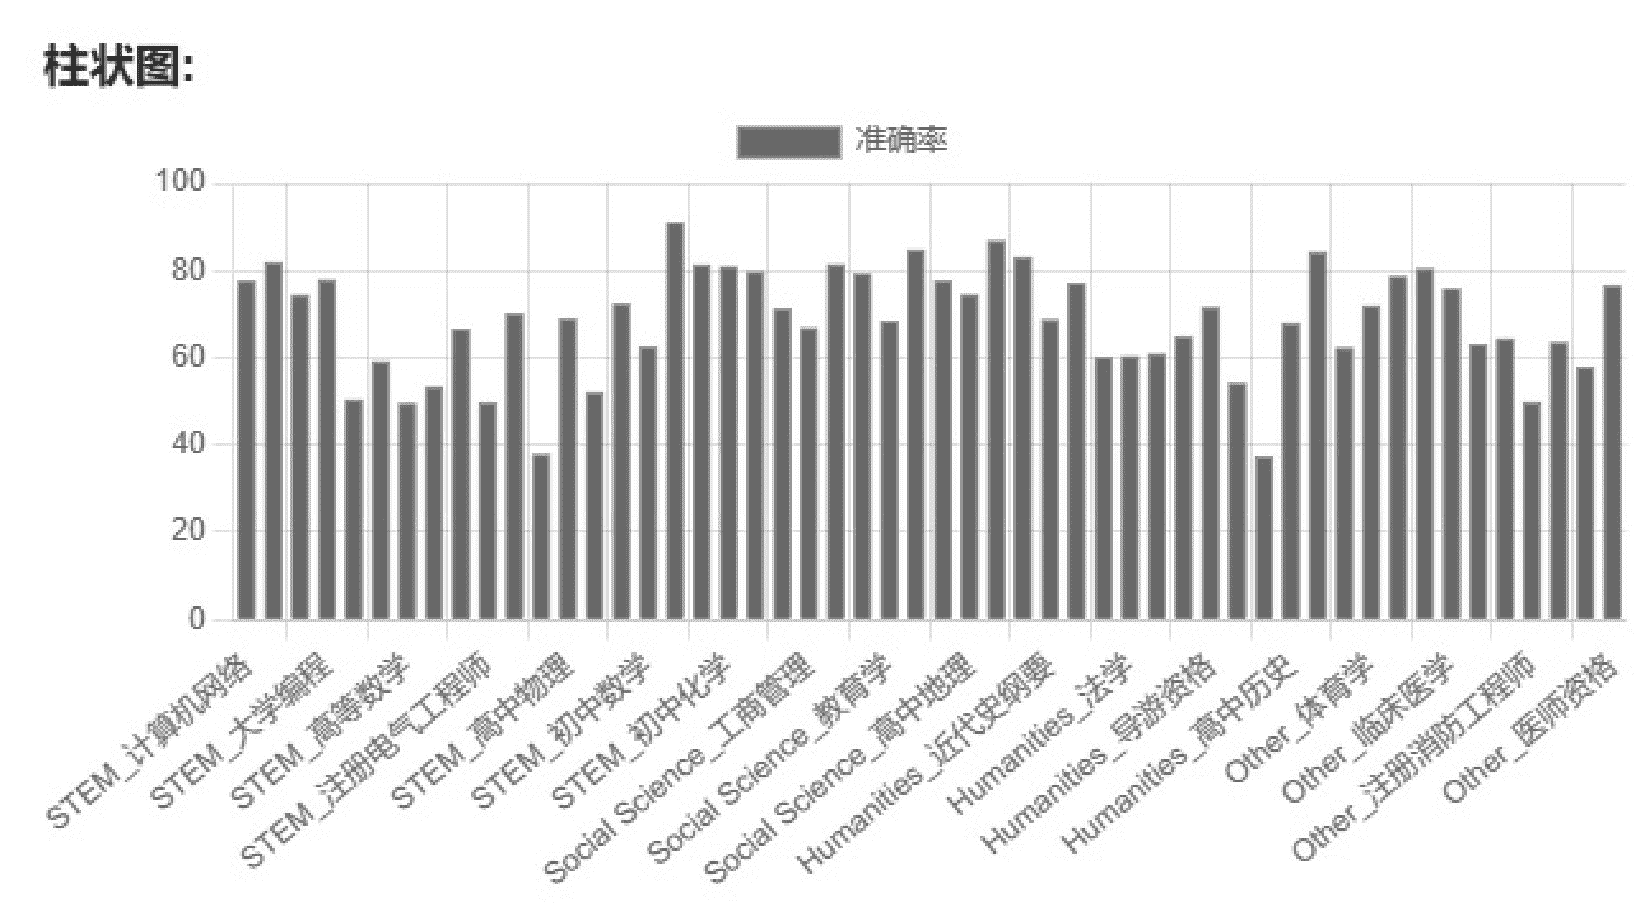 柱状图:
准确率
100
80
60
40
20
0
STEM_计算机网络
STEM_大学编程
STEM_高等数学
STEM_注册电气工程师
STEM_高中物理
STEM_初中数学
STEM_初中化学
Social Science_工商管理
Social Science_教育学
Social Science_高中地理
Humanities_近代史纲要
Humanities_法学
Humanities_导游资格
Humanities_高中历史
Other_体育学
Other_临床医学
Other_注册消防工程师
Other_医师资格